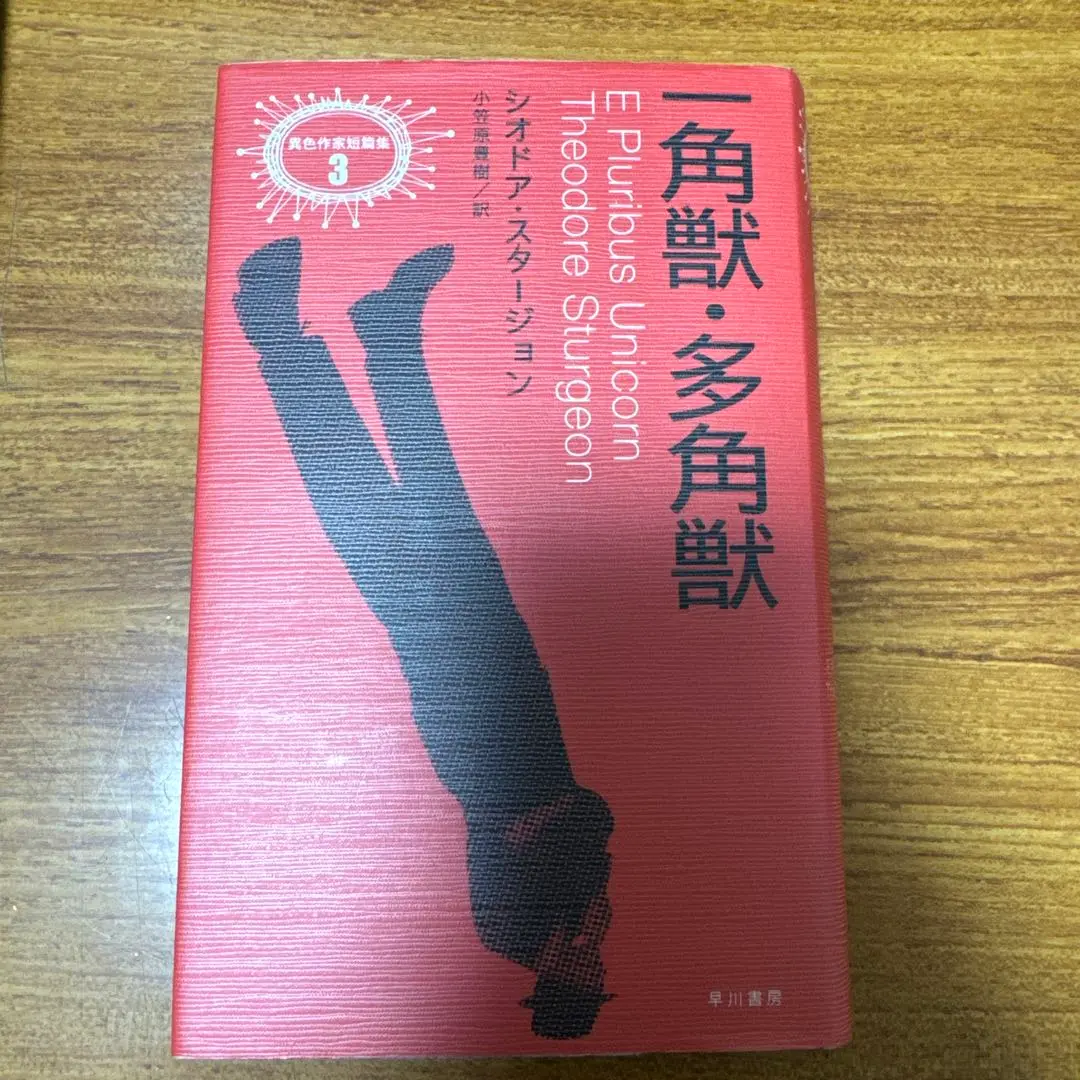 一角獣・多角獣
E Pluribus Unicorn
Theodore Sturgeon
シオドア・スタージョン
小笠原豊樹／訳
異色作家短篇集
3
早川書房